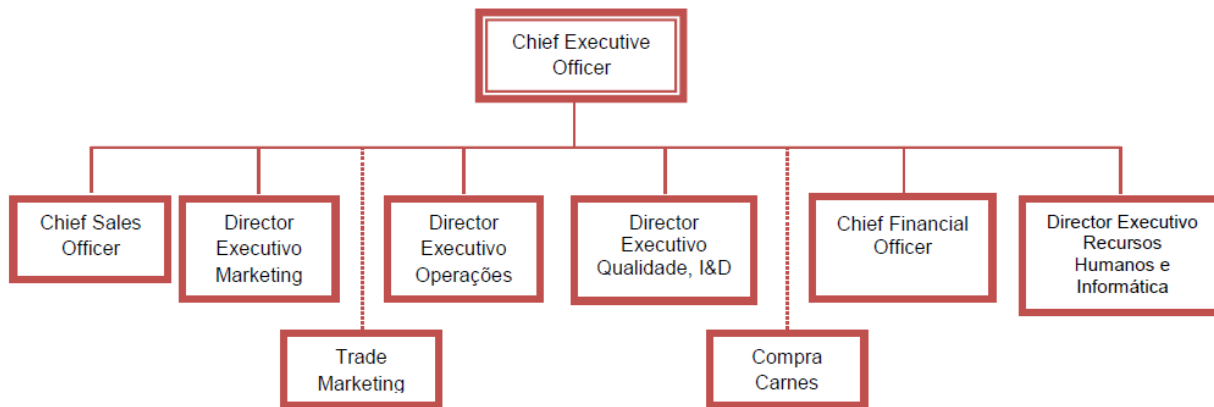 Chief Executive
Officer
Chief Sales
Officer
Director
Executivo
Marketing
Director
Executivo
Operações
Director
Executivo
Qualidade, I&D
Chief Financial
Officer
Director Executivo
Recursos
Humanos e
Informática
Trade
Marketing
Compra
Carnes